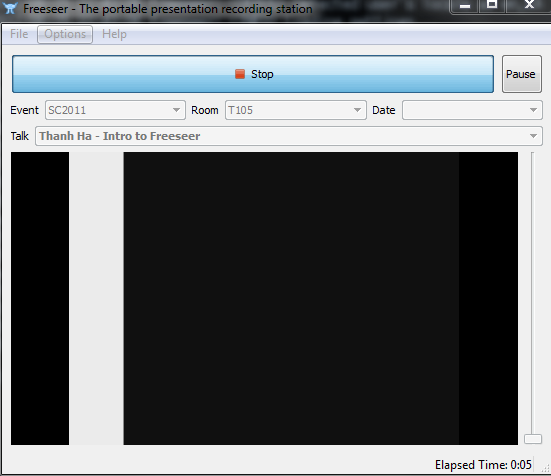 Freeseer - The portable presentation recording station
File Options Help
Stop
Pause
Event SC2011 Room T105 Date
Talk Thanh Ha - Intro to Freeseer
Elapsed Time: 0:05